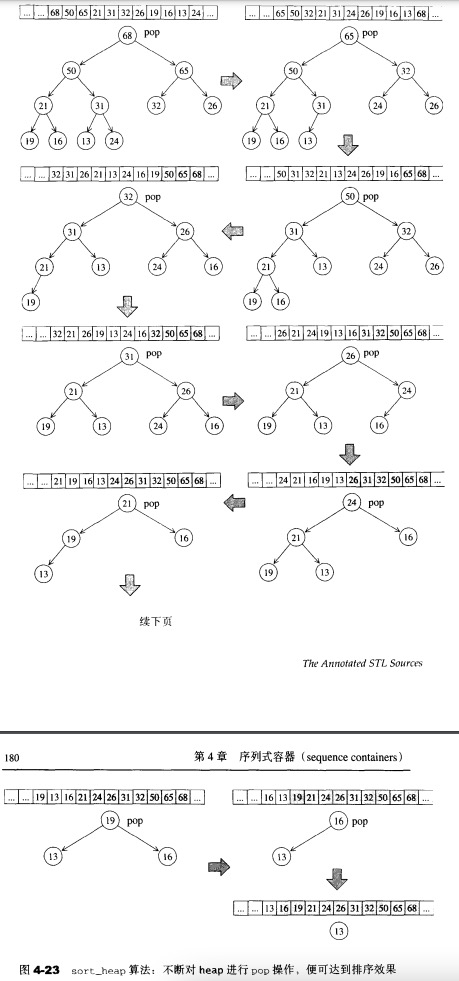 ... ... 68 50 65 21 31 32 26 19 16 13 24 ...
68 pop
50 65
21 31 32 26
19 16 13 24
... ... 65 50 32 21 31 24 26 19 16 13 68 ...
65 pop
50 32
21 31 24 26
19 16 13
... ... 32 31 26 21 13 24 16 19 50 65 68 ...
32 pop
31 26
21 13 24 16
19
... ... 50 31 32 21 13 24 26 19 16 65 68 ...
50 pop
31 32
21 13 24 26
19 16
... ... 32 21 26 19 13 24 16 32 50 65 68 ...
31 pop
21 26
19 13 24 16
... ... 26 21 24 19 13 16 31 32 50 65 68 ...
26 pop
21 24
19 13 16
... ... 21 19 16 13 24 26 31 32 50 65 68 ...
21 pop
19 16
13
... ... 24 21 16 19 13 26 31 32 50 65 68 ...
24 pop
21 16
19 13
续下页
The Annotated STL Sources
180 第 4 章 序列式容器（sequence containers）
... ... 19 13 16 21 24 26 31 32 50 65 68 ...
19 pop
13 16
... ... 16 13 19 21 24 26 31 32 50 65 68 ...
16 pop
13
... ... 13 16 19 21 24 26 31 32 50 65 68 ...
13
图 4-23 sort_heap 算法：不断对 heap 进行 pop 操作，便可达到排序效果